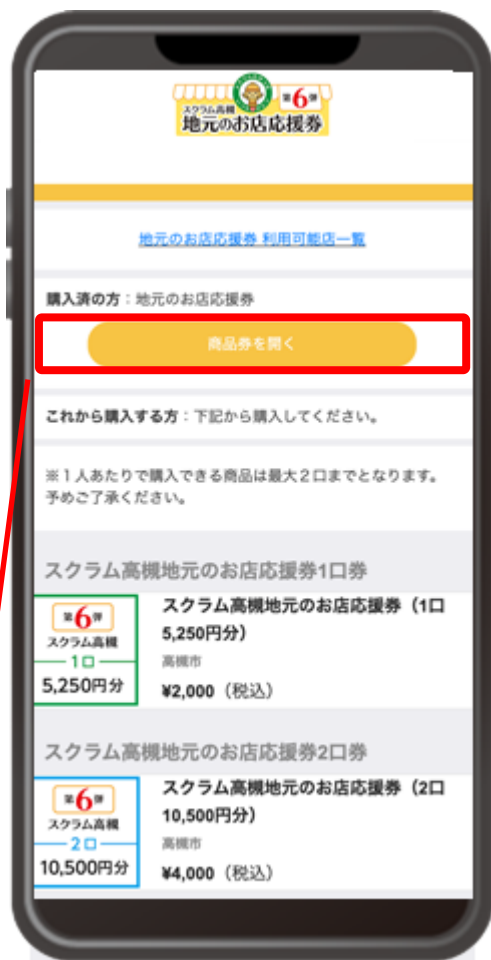 第6弾
スクラム高槻
地元のお店応援券
地元のお店応援券 利用可能店一覧
購入済の方：地元のお店応援券
商品券を開く
これから購入する方：下記から購入してください。
※１人あたりで購入できる商品は最大２口までとなります。
予めご了承ください。
スクラム高槻地元のお店応援券1口券
第6弾
スクラム高槻
1口
5,250円分
スクラム高槻地元のお店応援券（1口
5,250円分）
高槻市
¥2,000（税込）
スクラム高槻地元のお店応援券2口券
第6弾
スクラム高槻
2口
10,500円分
スクラム高槻地元のお店応援券（2口
10,500円分）
高槻市
¥4,000（税込）